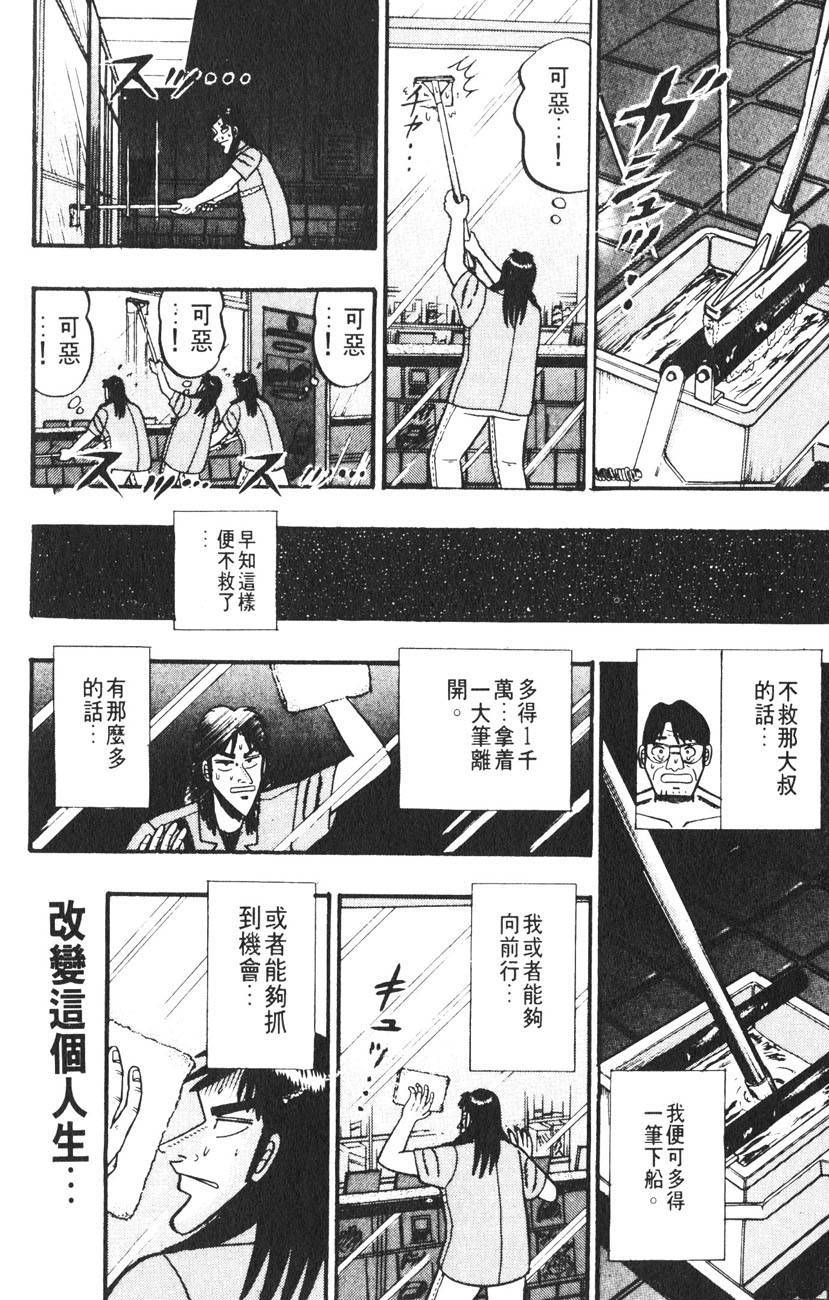 ガ
シュッ…
可惡…!
チカ…
スッ…。。。
可惡
…!
可惡
…!
可惡
…!
スッ…
ス
早知這樣
便不救了
…
不救那大叔
的話…
我便可多得
一筆下船。
多得1千
萬…拿着
一大筆離
開。
有那麼多
的話…
我或者能夠
向前行…
キュッ…
或者能夠抓
到機會…
改變這個人生…